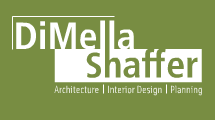 DiMella
Shaffer
Architecture | Interior Design | Planning